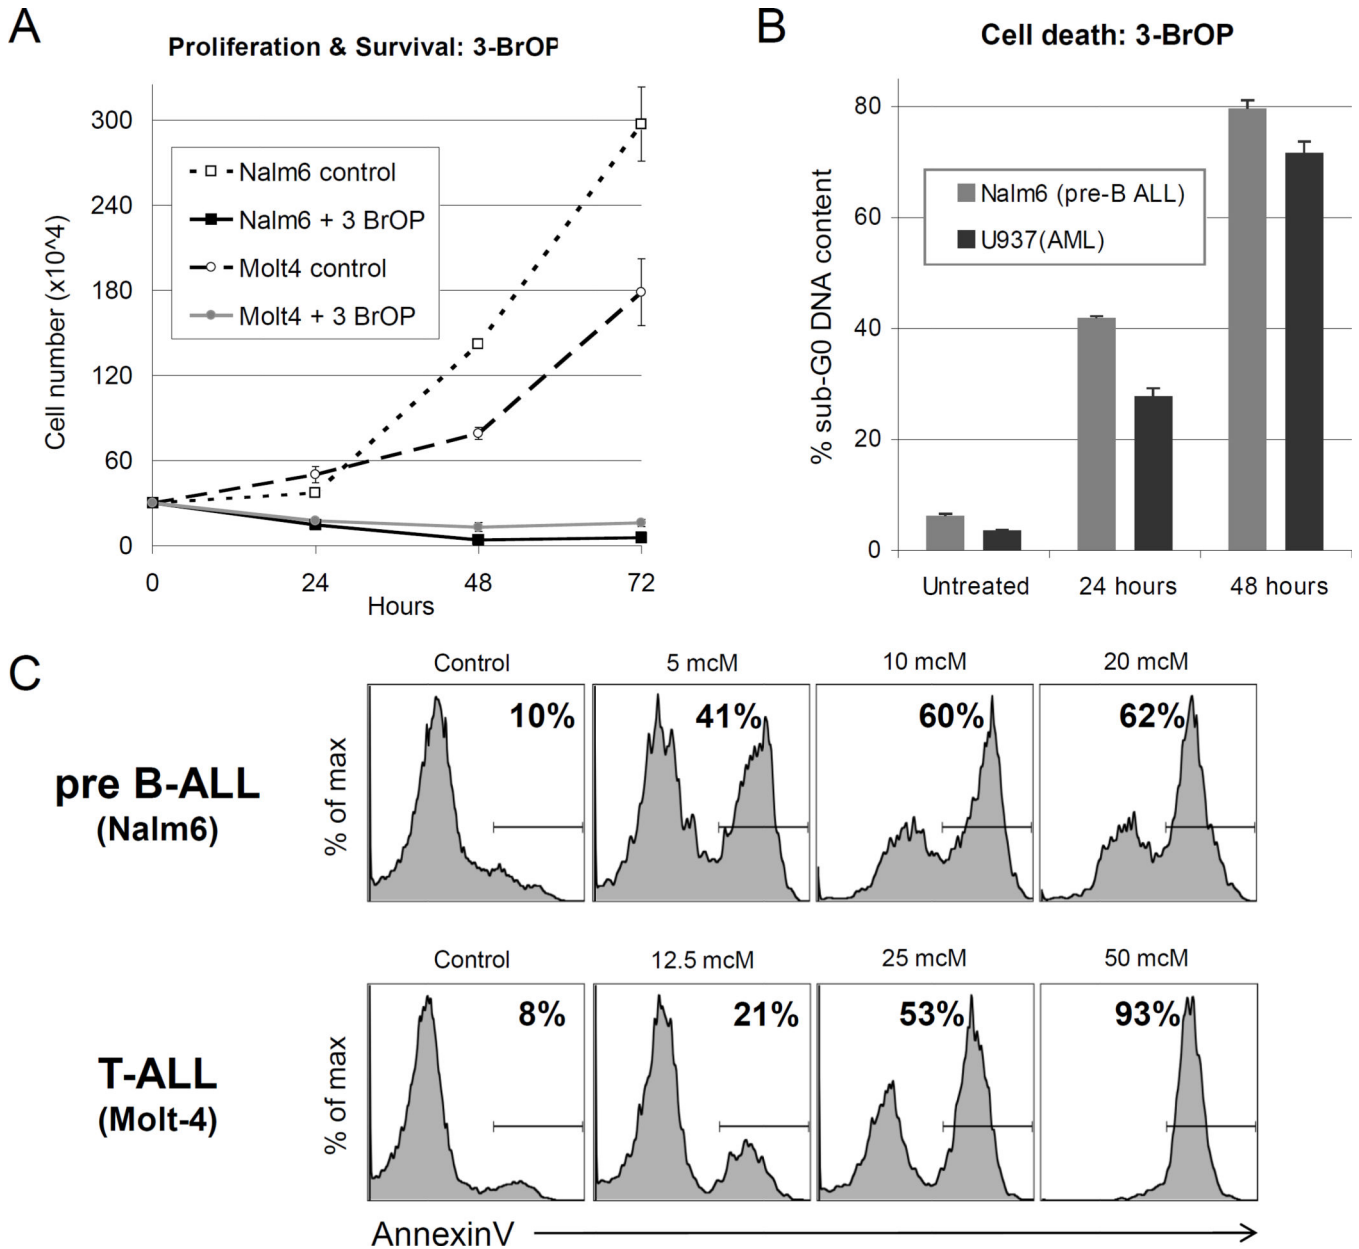 A
Proliferation & Survival: 3-BrOP
Cell number (x10^4)
300
240
180
120
60
0
Nalm6 control
Nalm6 + 3 BrOP
Molt4 control
Molt4 + 3 BrOP
0
24
48
72
Hours
B
Cell death: 3-BrOP
% sub-G0 DNA content
80
60
40
20
0
Nalm6 (pre-B ALL)
U937(AML)
Untreated
24 hours
48 hours
C
Control
5 mcM
10 mcM
20 mcM
pre B-ALL
(Nalm6)
% of max
10%
41%
60%
62%
Control
12.5 mcM
25 mcM
50 mcM
T-ALL
(Molt-4)
% of max
8%
21%
53%
93%
AnnexinV